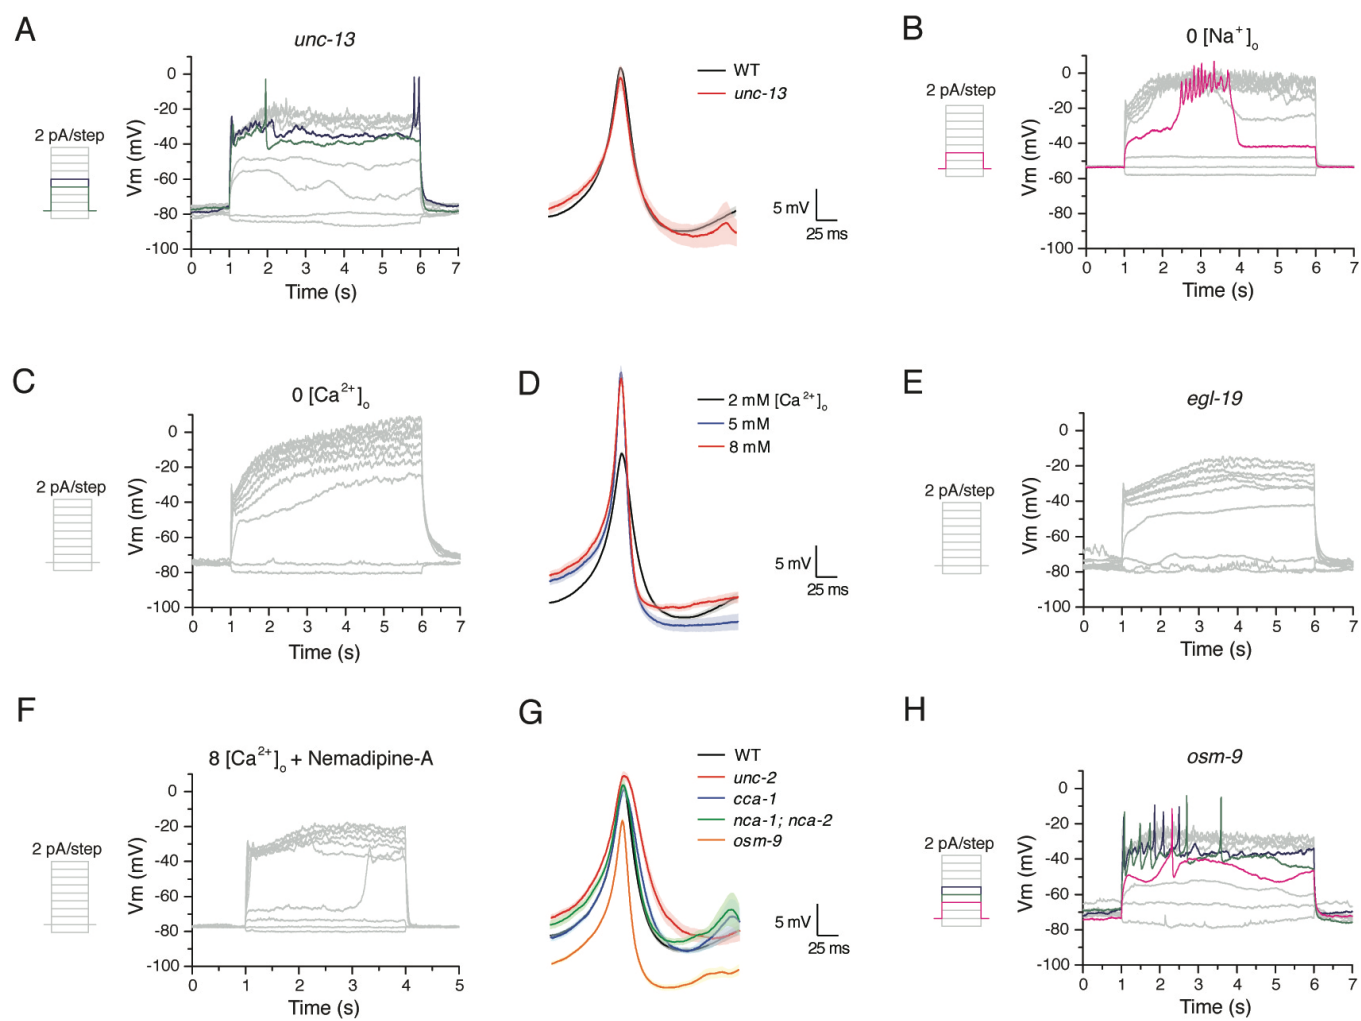 A
unc-13
2 pA/step
Vm (mV)
0
-20
-40
-60
-80
-100
0 1 2 3 4 5 6 7
Time (s)
WT
unc-13
5 mV
25 ms
B
0 [Na⁺]ₒ
2 pA/step
Vm (mV)
0
-20
-40
-60
-80
-100
0 1 2 3 4 5 6 7
Time (s)
C
0 [Ca²⁺]ₒ
2 pA/step
Vm (mV)
0
-20
-40
-60
-80
-100
0 1 2 3 4 5 6 7
Time (s)
D
2 mM [Ca²⁺]ₒ
5 mM
8 mM
5 mV
25 ms
E
egl-19
2 pA/step
Vm (mV)
0
-20
-40
-60
-80
-100
0 1 2 3 4 5 6 7
Time (s)
F
8 [Ca²⁺]ₒ + Nemadipine-A
2 pA/step
Vm (mV)
0
-20
-40
-60
-80
-100
0 1 2 3 4 5
Time (s)
G
WT
unc-2
cca-1
nca-1; nca-2
osm-9
5 mV
25 ms
H
osm-9
2 pA/step
Vm (mV)
0
-20
-40
-60
-80
-100
0 1 2 3 4 5 6 7
Time (s)